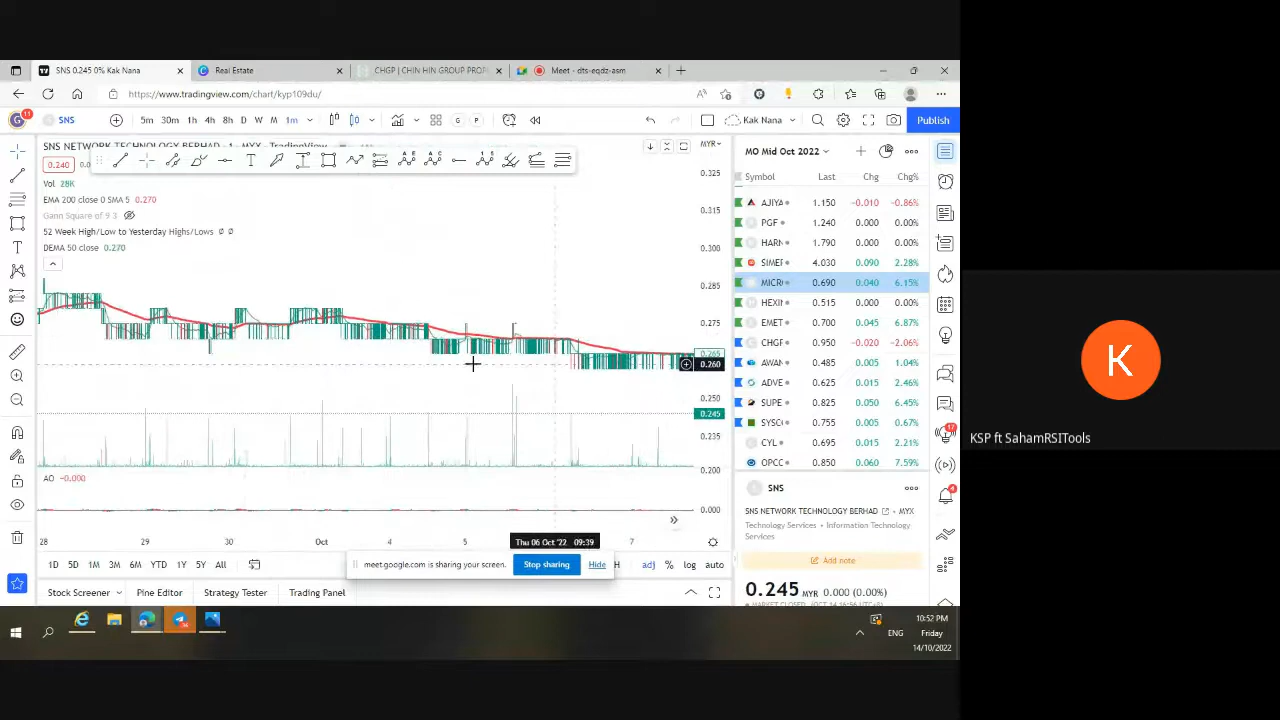 SNS 0.245 0% Kak Nana
Real Estate
CHGP | CHIN HIN GROUP PROP
Meet - dts-eqdz-asm
https://www.tradingview.com/chart/kyp109du/
11
SNS
5m 30m 1h 4h 8h D W M 1m
Kak Nana
Publish
SNS NETWORK TECHNOLOGY BERHAD · 1 · MYX · TradingView
MYR
0.240
Vol 28K
EMA 200 close 0 SMA 5 0.270
Gann Square of 9 3
52 Week High/Low to Yesterday Highs/Lows ø ø
DEMA 50 close 0.270
0.325
0.315
0.300
0.285
0.275
0.265
0.260
0.250
0.245
0.235
0.200
AO −0.000
0.000
28 29 30 Oct 4 5 7
Thu 06 Oct '22 09:39
1D 5D 1M 3M 6M YTD 1Y 5Y All
adj % log auto
meet.google.com is sharing your screen.
Stop sharing
Hide
Stock Screener
Pine Editor
Strategy Tester
Trading Panel
MO Mid Oct 2022
Symbol Last Chg Chg%
AJIYA 1.150 −0.010 −0.86%
PGF 1.240 0.000 0.00%
HARN 1.790 0.000 0.00%
SIMEF 4.030 0.090 2.28%
MICRO 0.690 0.040 6.15%
HEXIN 0.515 0.000 0.00%
EMET 0.700 0.045 6.87%
CHGF 0.950 −0.020 −2.06%
AWAN 0.485 0.005 1.04%
ADVE 0.625 0.015 2.46%
SUPE 0.825 0.050 6.45%
SYSC 0.755 0.005 0.67%
CYL 0.695 0.015 2.21%
OPCC 0.850 0.060 7.59%
SNS
SNS NETWORK TECHNOLOGY BERHAD · MYX
Technology Services • Information Technology
Services
Add note
0.245 MYR 0.000 (0.00%)
17
4
10:52 PM
ENG Friday
14/10/2022
K
KSP ft SahamRSITools